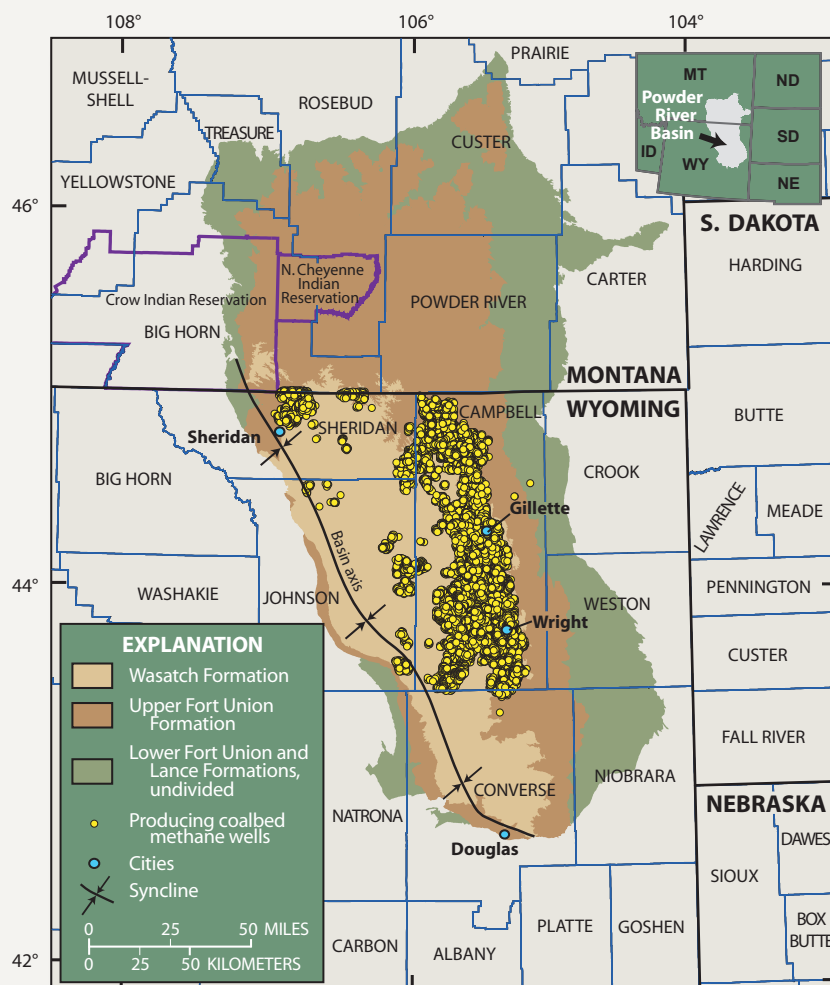 108°
106°
104°
46°
44°
42°
MUSSELL-
SHELL
ROSEBUD
PRAIRIE
TREASURE
CUSTER
YELLOWSTONE
Crow Indian Reservation
N. Cheyenne
Indian
Reservation
POWDER RIVER
CARTER
BIG HORN
MONTANA
WYOMING
MT
ND
Powder
River
Basin
ID
WY
SD
NE
S. DAKOTA
HARDING
Sheridan
SHERIDAN
CAMPBELL
BUTTE
BIG HORN
CROOK
LAWRENCE
MEADE
Gillette
Basin axis
WASHAKIE
JOHNSON
WESTON
PENNINGTON
Wright
CUSTER
FALL RIVER
NATRONA
CONVERSE
NIOBRARA
NEBRASKA
DAWES
Douglas
SIOUX
BOX
BUTTE
CARBON
ALBANY
PLATTE
GOSHEN
EXPLANATION
Wasatch Formation
Upper Fort Union
Formation
Lower Fort Union and
Lance Formations,
undivided
Producing coalbed
methane wells
Cities
Syncline
0 25 50 MILES
0 25 50 KILOMETERS